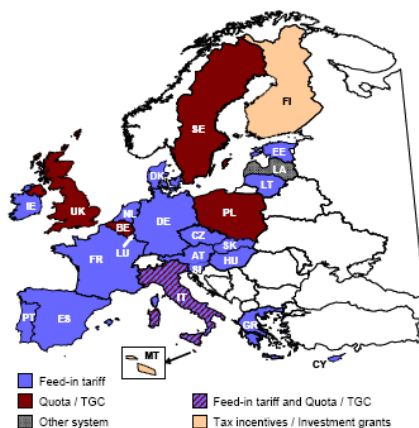 FI
SE
EE
LA
LT
DK
IE
UK
NL
BE
DE
PL
LU
CZ
SK
FR
AT
HU
SI
IT
PT
ES
GR
MT
CY
Feed-in tariff
Feed-in tariff and Quota / TGC
Quota / TGC
Tax incentives / Investment grants
Other system